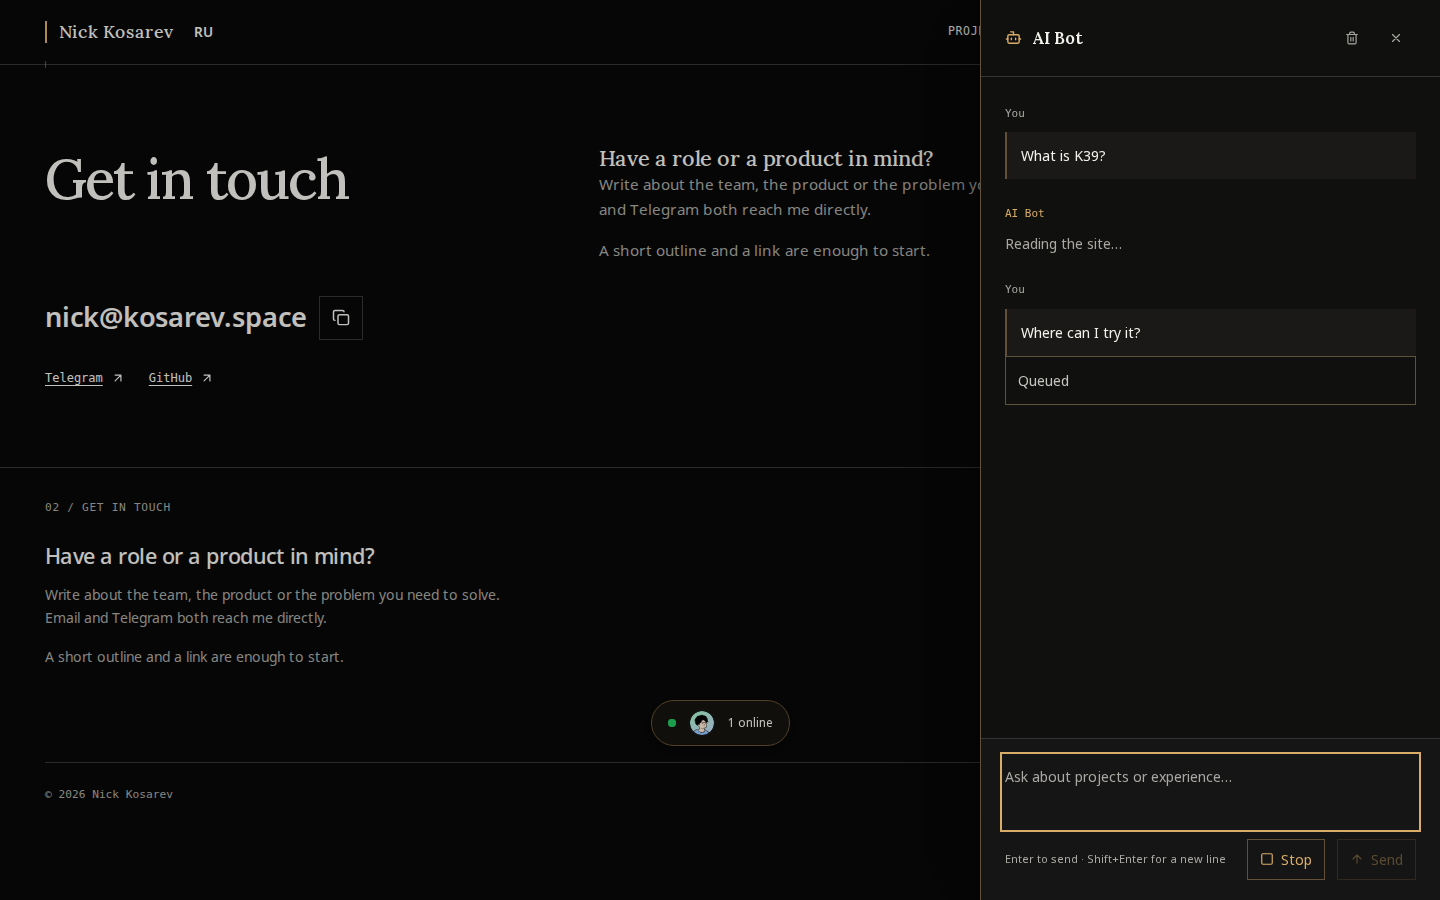 Nick Kosarev
RU
Get in touch
Have a role or a product in mind?
Write about the team, the product or the problem
and Telegram both reach me directly.
A short outline and a link are enough to start.
nick@kosarev.space
Telegram
GitHub
02 / GET IN TOUCH
Have a role or a product in mind?
Write about the team, the product or the problem you need to solve.
Email and Telegram both reach me directly.
A short outline and a link are enough to start.
1 online
© 2026 Nick Kosarev
AI Bot
You
What is K39?
AI Bot
Reading the site…
You
Where can I try it?
Queued
Ask about projects or experience…
Enter to send · Shift+Enter for a new line
Stop
Send